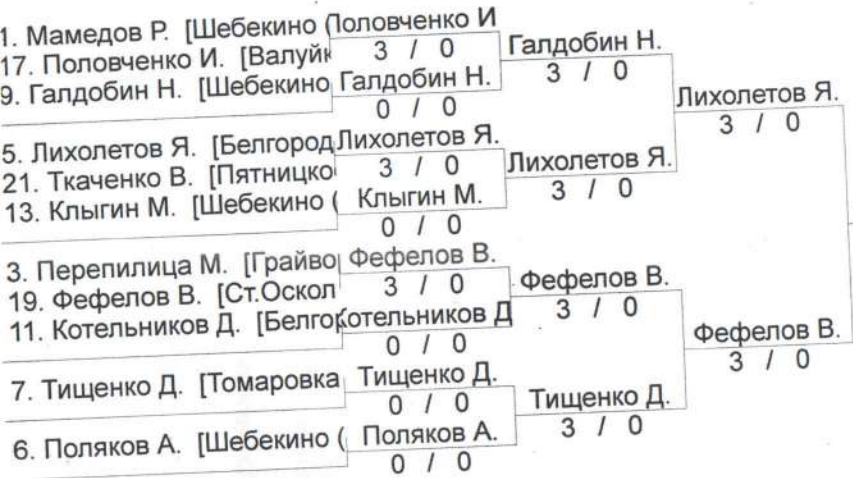 1. Мамедов Р. [Шебекино (
Половченко И
17. Половченко И. [Валуйк
3 / 0
Галдобин Н.
9. Галдобин Н. [Шебекино
Галдобин Н.
3 / 0
0 / 0
Лихолетов Я.
3 / 0
5. Лихолетов Я. [Белгород
Лихолетов Я.
21. Ткаченко В. [Пятницко
3 / 0
Лихолетов Я.
13. Клыгин М. [Шебекино (
Клыгин М.
3 / 0
0 / 0
3. Перепилица М. [Грайво
Фефелов В.
19. Фефелов В. [Ст.Оскол
3 / 0
Фефелов В.
11. Котельников Д. [Белго
Котельников Д
3 / 0
0 / 0
Фефелов В.
3 / 0
7. Тищенко Д. [Томаровка
Тищенко Д.
0 / 0
Тищенко Д.
6. Поляков А. [Шебекино (
Поляков А.
3 / 0
0 / 0